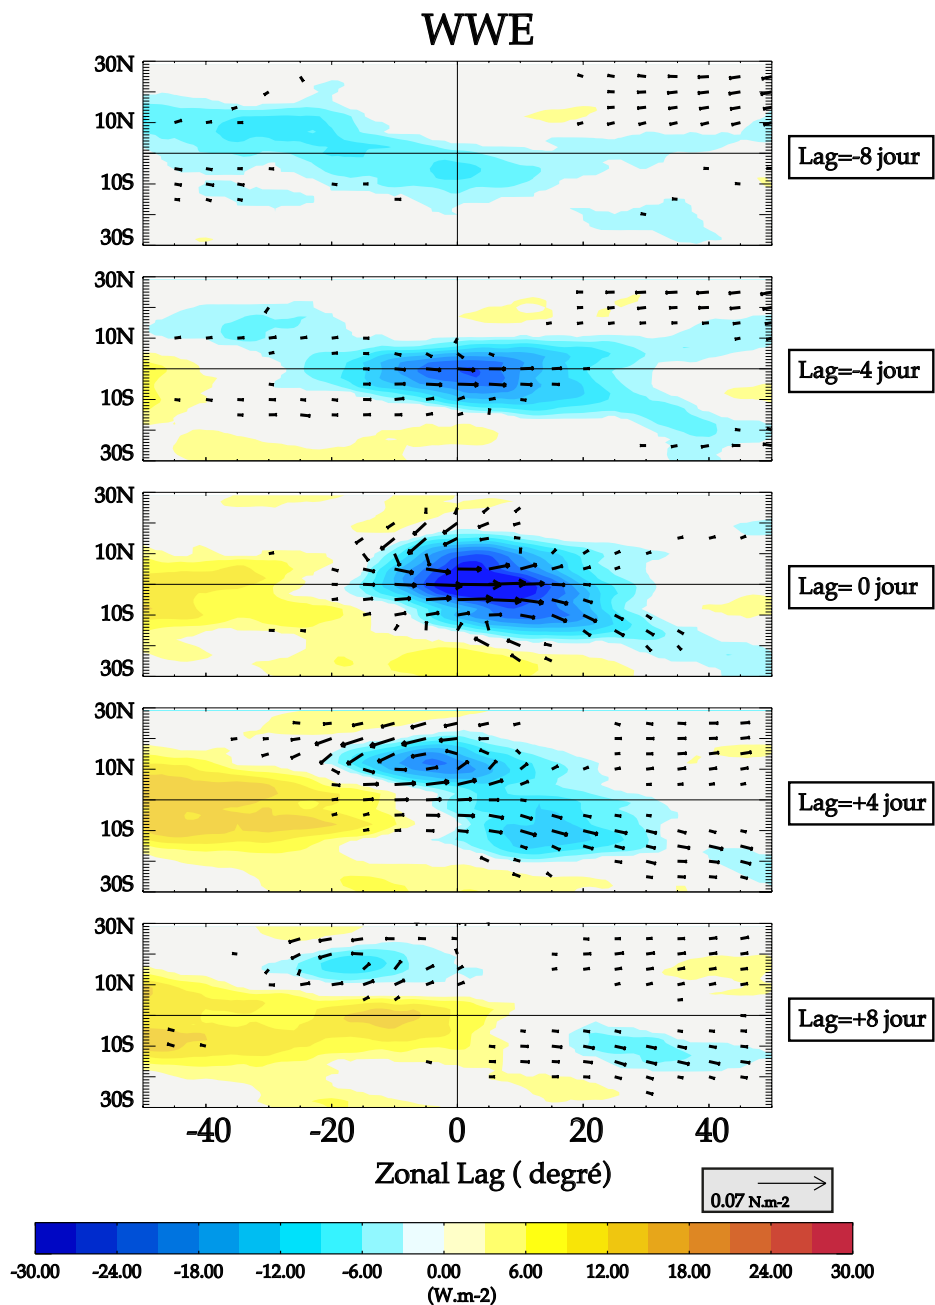 WWE
30N
10N
10S
30S
Lag=-8 jour
30N
10N
10S
30S
Lag=-4 jour
30N
10N
10S
30S
Lag= 0 jour
30N
10N
10S
30S
Lag=+4 jour
30N
10N
10S
30S
Lag=+8 jour
-40 -20 0 20 40
Zonal Lag ( degré)
0.07 N.m-2
-30.00 -24.00 -18.00 -12.00 -6.00 0.00 6.00 12.00 18.00 24.00 30.00
(W.m-2)